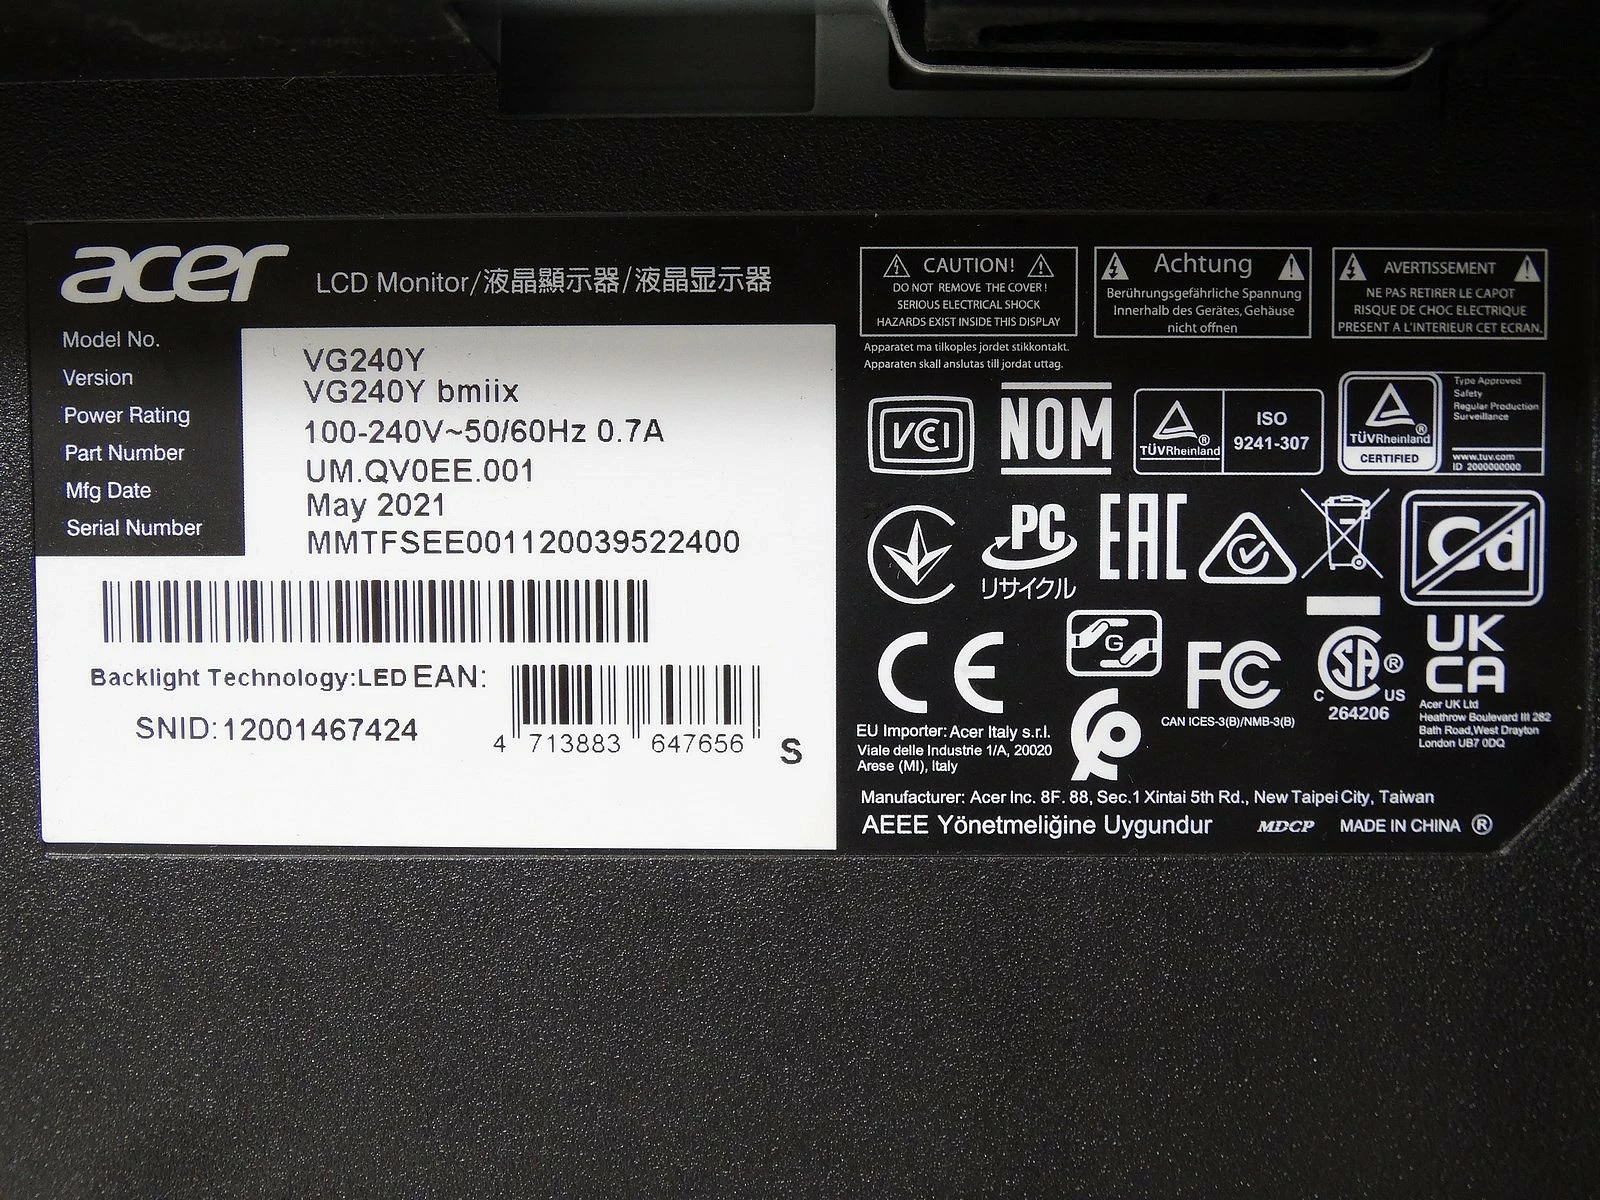 acer LCD Monitor/液晶顯示器/液晶显示器
Model No. VG240Y
Version VG240Y bmiix
Power Rating 100-240V~50/60Hz 0.7A
Part Number UM.QV0EE.001
Mfg Date May 2021
Serial Number MMTFSEE001120039522400
Backlight Technology:LED EAN:
4 713883 647656
SNID:12001467424
S
CAUTION!
DO NOT REMOVE THE COVER!
SERIOUS ELECTRICAL SHOCK
HAZARDS EXIST INSIDE THIS DISPLAY
Achtung
Berührungsgefährliche Spannung
Innerhalb des Gerätes, Gehäuse
nicht offnen
AVERTISSEMENT
NE PAS RETIRER LE CAPOT
RISQUE DE CHOC ELECTRIQUE
PRESENT A L'INTERIEUR CET ECRAN.
Apparatet ma tilkoples jordet stikkontakt.
Apparaten skall anslutas till jordat uttag.
VCI
NOM
TÜVRheinland
ISO
9241-307
TÜVRheinland
CERTIFIED
Type Approved
Safety
Regular Production
Surveillance
www.tuv.com
ID 2000000000
PC
リサイクル
EAC
Cd
CE
G
FC
CAN ICES-3(B)/NMB-3(B)
SA ®
C US
264206
UK
CA
Acer UK Ltd
Heathrow Boulevard III 282
Bath Road,West Drayton
London UB7 0DQ
EU Importer: Acer Italy s.r.l.
Viale delle Industrie 1/A, 20020
Arese (MI), Italy
Manufacturer: Acer Inc. 8F. 88, Sec.1 Xintai 5th Rd., New Taipei City, Taiwan
AEEE Yönetmeliğine Uygundur MDCP MADE IN CHINA ®